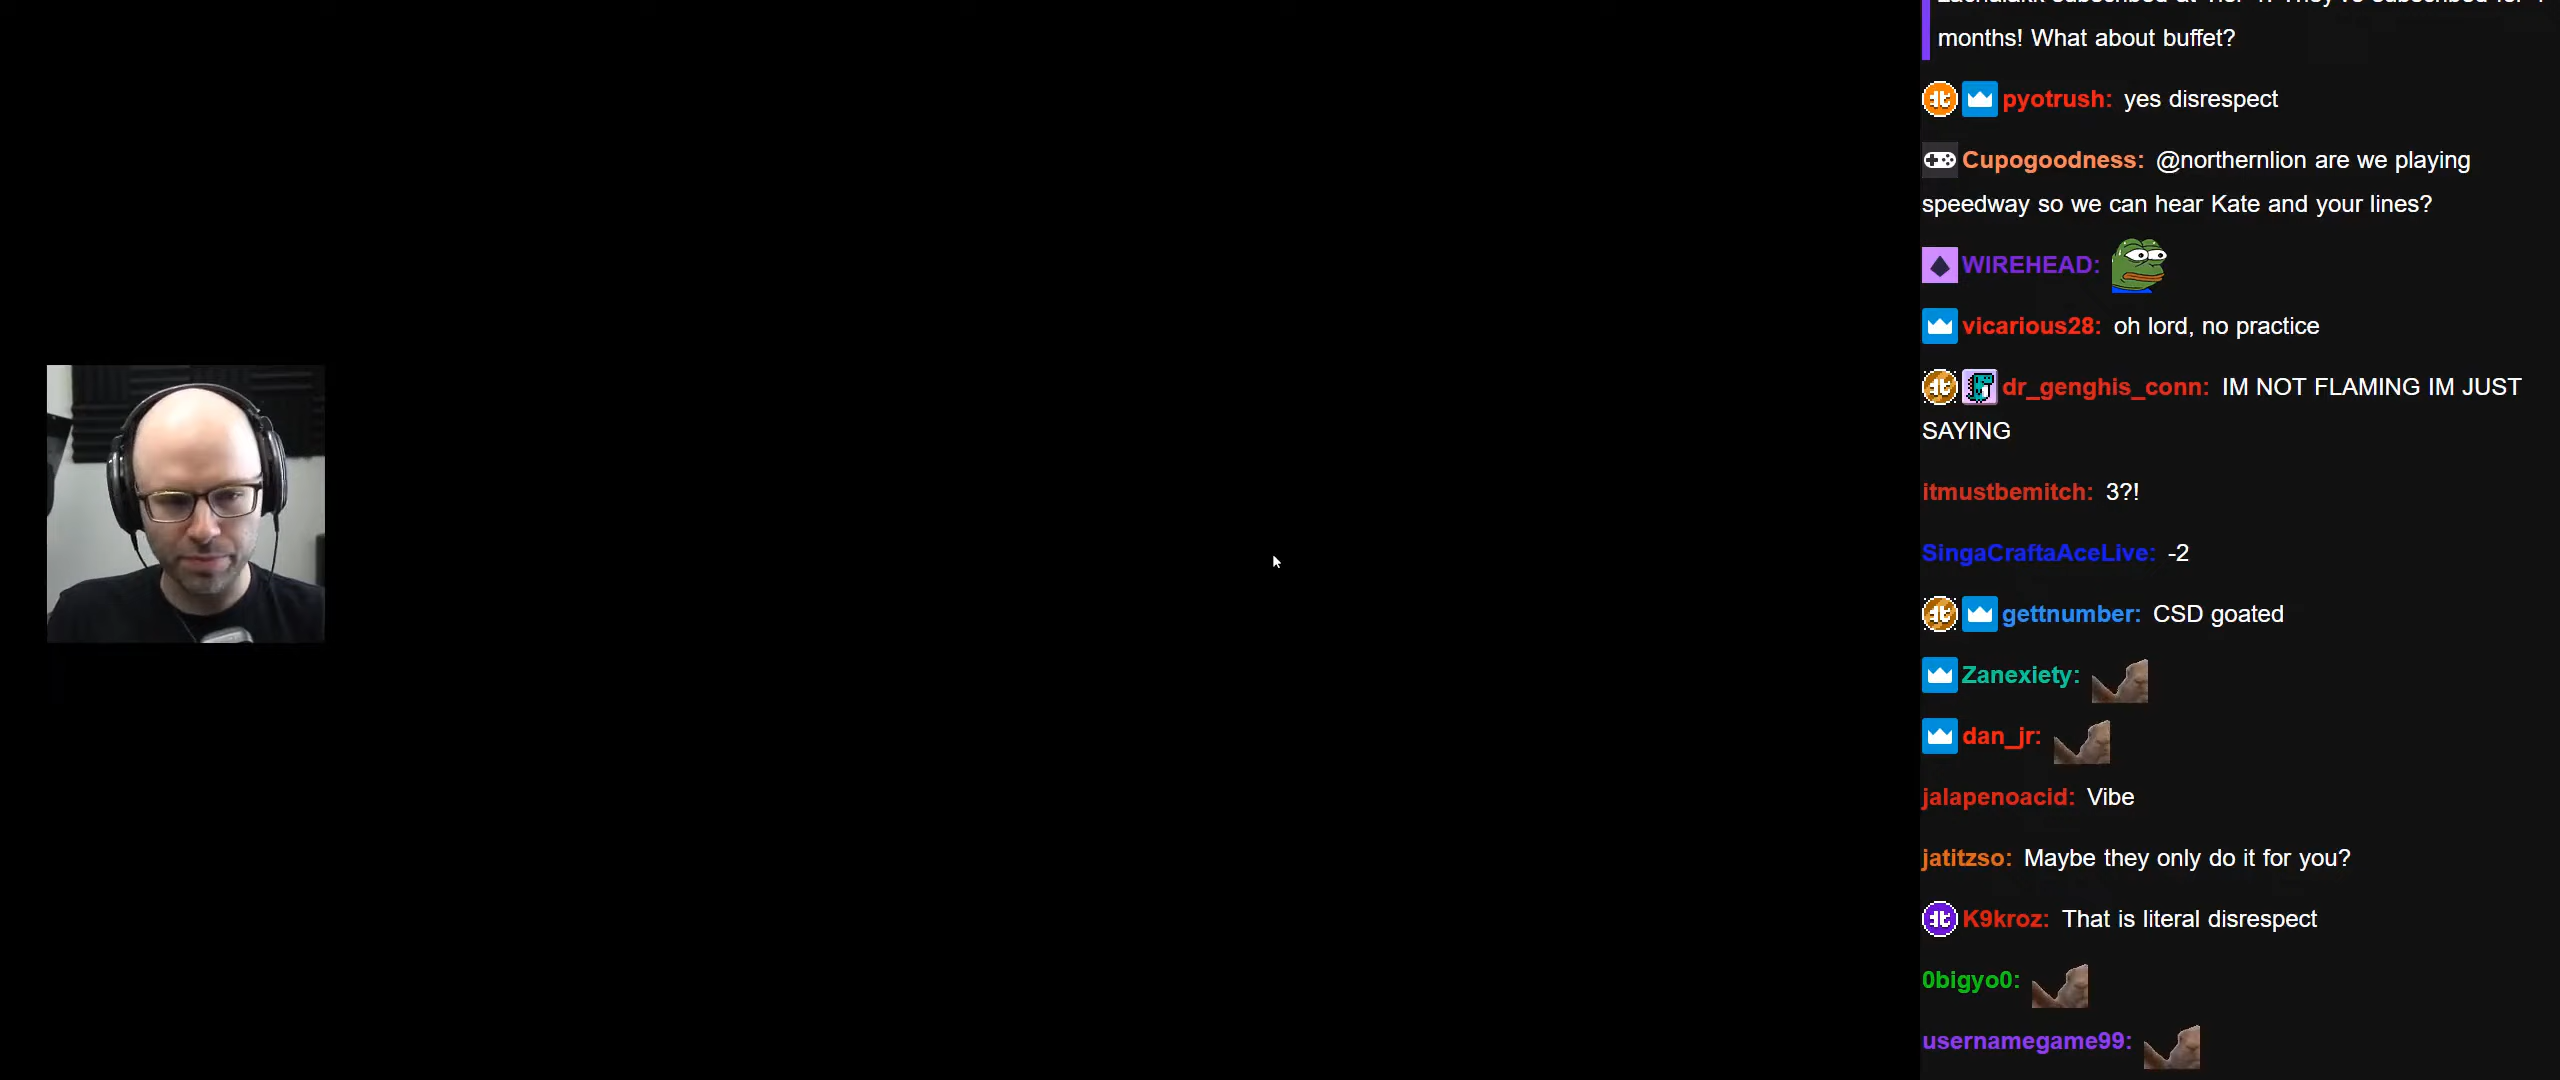 months! What about buffet?
pyotrush: yes disrespect
Cupogoodness: @northernlion are we playing
speedway so we can hear Kate and your lines?
WIREHEAD:
vicarious28: oh lord, no practice
dr_genghis_conn: IM NOT FLAMING IM JUST
SAYING
itmustbemitch: 3?!
SingaCraftaAceLive: -2
gettnumber: CSD goated
Zanexiety:
dan_jr:
jalapenoacid: Vibe
jatitzso: Maybe they only do it for you?
K9kroz: That is literal disrespect
0bigyo0:
usernamegame99: